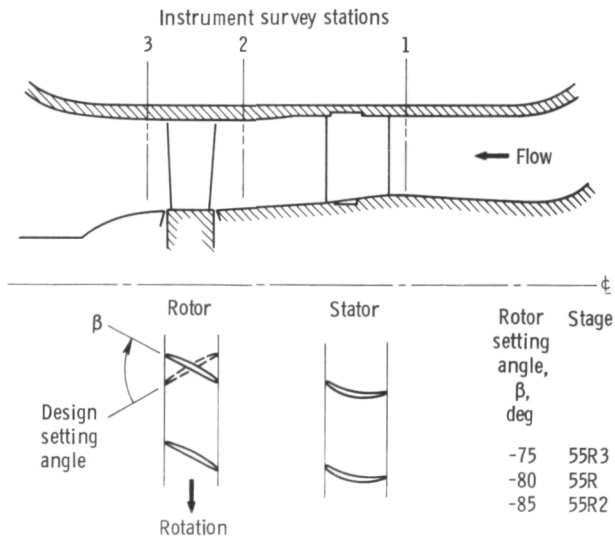 Instrument survey stations
3 2 1
Flow
℄
Rotor
Stator
β
Design
setting
angle
Rotation
Rotor Stage
setting
angle,
β,
deg
-75 55R3
-80 55R
-85 55R2